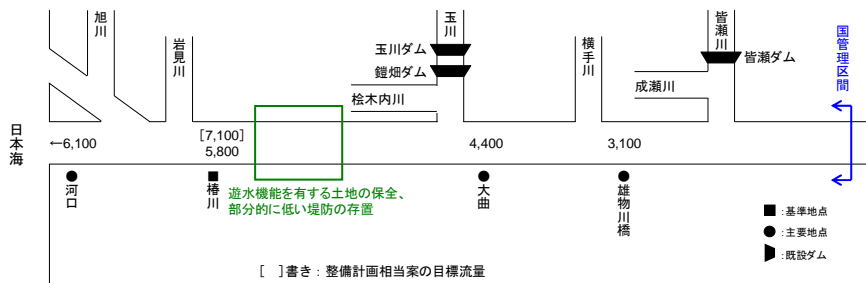 旭川
岩見川
玉川
玉川ダム
鎧畑ダム
桧木内川
横手川
皆瀬川
皆瀬ダム
成瀬川
国管理区間
日本海
←6,100
[7,100]
5,800
4,400
3,100
河口
椿川
遊水機能を有する土地の保全、
部分的に低い堤防の存置
大曲
雄物川橋
■:基準地点
●:主要地点
:既設ダム
[ ]書き：整備計画相当案の目標流量